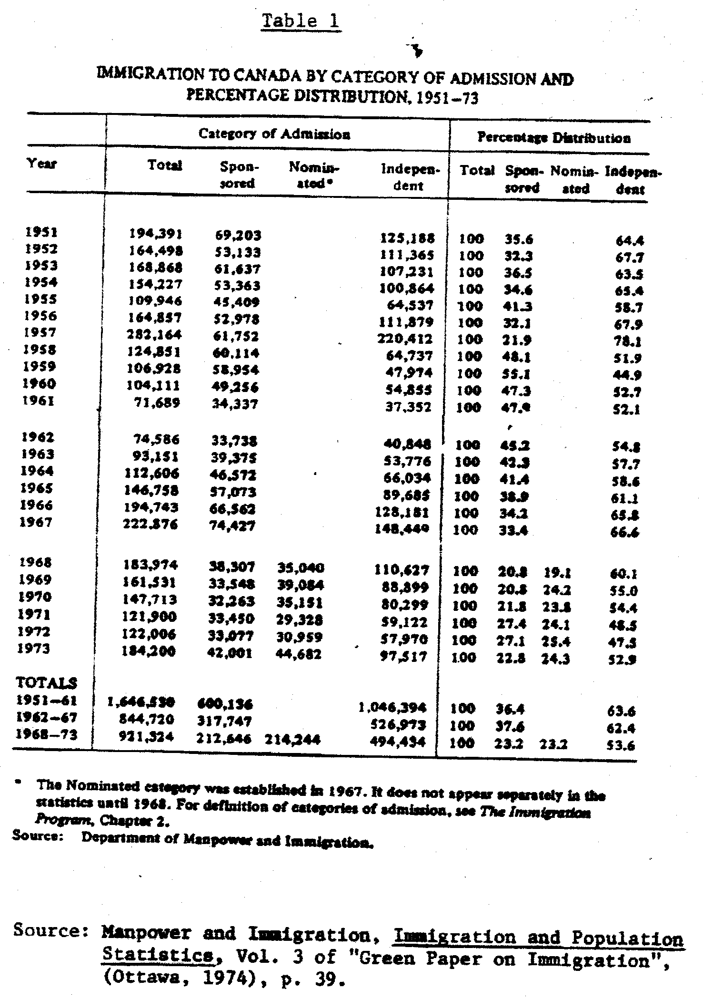 Table 1
IMMIGRATION TO CANADA BY CATEGORY OF ADMISSION AND
PERCENTAGE DISTRIBUTION, 1951–73
Category of Admission Percentage Distribution
Year Total Spon- Nomin- Indepen- Total Spon- Nomin- Indepen-
sored ated* dent sored ated dent
1951 194,391 69,203 125,188 100 35.6 64.4
1952 164,498 53,133 111,365 100 32.3 67.7
1953 168,868 61,637 107,231 100 36.5 63.5
1954 154,227 53,363 100,864 100 34.6 65.4
1955 109,946 45,409 64,537 100 41.3 58.7
1956 164,857 52,978 111,879 100 32.1 67.9
1957 282,164 61,752 220,412 100 21.9 78.1
1958 124,851 60,114 64,737 100 48.1 51.9
1959 106,928 58,954 47,974 100 55.1 44.9
1960 104,111 49,256 54,855 100 47.3 52.7
1961 71,689 34,337 37,352 100 47.9 52.1
1962 74,586 33,738 40,848 100 45.2 54.8
1963 93,151 39,375 53,776 100 42.3 57.7
1964 112,606 46,572 66,034 100 41.4 58.6
1965 146,758 57,073 89,685 100 38.9 61.1
1966 194,743 66,562 128,181 100 34.2 65.8
1967 222,876 74,427 148,449 100 33.4 66.6
1968 183,974 38,307 35,040 110,627 100 20.8 19.1 60.1
1969 161,531 33,548 39,084 88,899 100 20.8 24.2 55.0
1970 147,713 32,263 35,151 80,299 100 21.8 23.8 54.4
1971 121,900 33,450 29,328 59,122 100 27.4 24.1 48.5
1972 122,006 33,077 30,959 57,970 100 27.1 25.4 47.5
1973 184,200 42,001 44,682 97,517 100 22.8 24.3 52.9
TOTALS
1951–61 1,646,530 600,136 1,046,394 100 36.4 63.6
1962–67 844,720 317,747 526,973 100 37.6 62.4
1968–73 921,324 212,646 214,244 494,434 100 23.2 23.2 53.6
* The Nominated category was established in 1967. It does not appear separately in the
statistics until 1968. For definition of categories of admission, see The Immigration
Program, Chapter 2.
Source: Department of Manpower and Immigration.
Source: Manpower and Immigration, Immigration and Population
Statistics, Vol. 3 of "Green Paper on Immigration",
(Ottawa, 1974), p. 39.